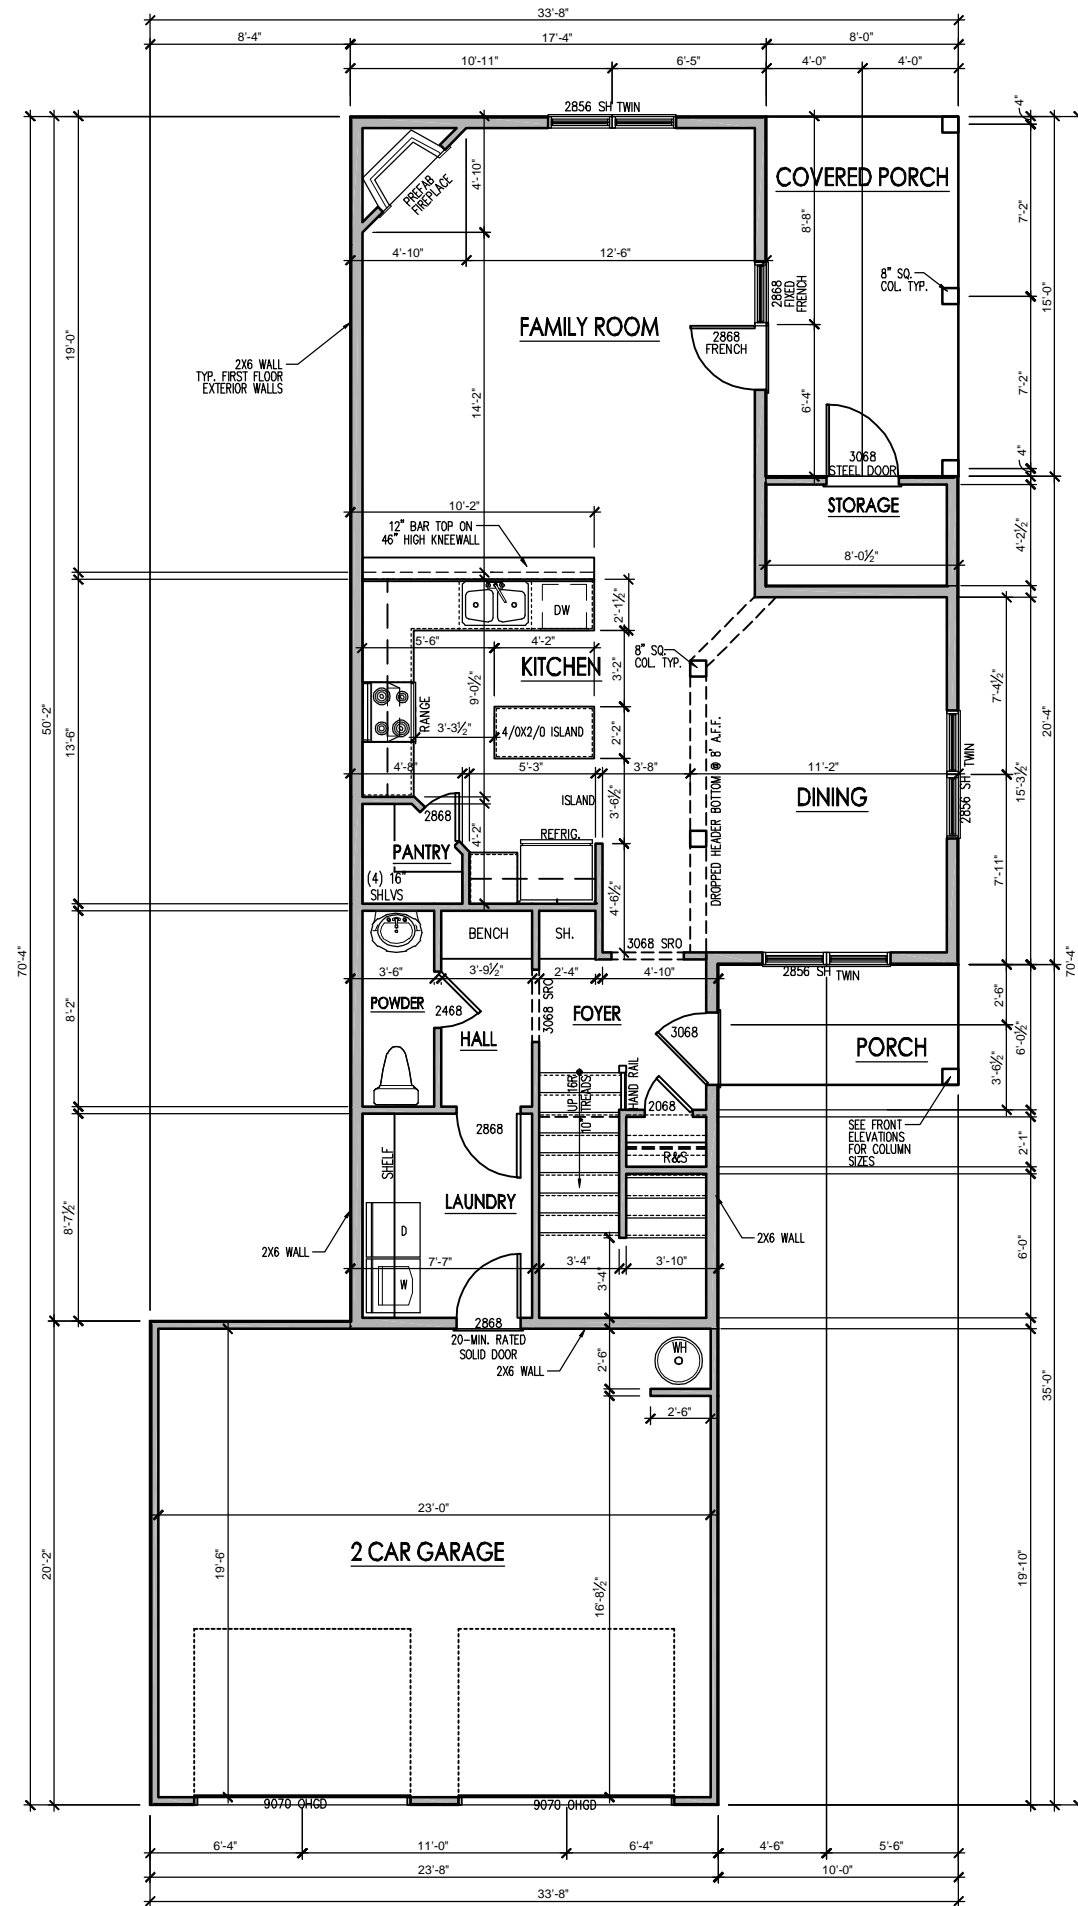 33'-8"
8'-4"
17'-4"
8'-0"
10'-11"
6'-5"
4'-0"
4'-0"
2856 SH TWIN
4"
PREFAB
FIREPLACE
4'-10"
COVERED PORCH
8'-8"
7'-2"
4'-10"
12'-6"
2868
FIXED
FRENCH
8" SQ.
COL. TYP.
15'-0"
FAMILY ROOM
2868
FRENCH
19'-0"
2X6 WALL
TYP. FIRST FLOOR
EXTERIOR WALLS
14'-2"
6'-4"
7'-2"
3068
STEEL DOOR
4"
10'-2"
STORAGE
12" BAR TOP ON
46" HIGH KNEEWALL
8'-0½"
4'-2½"
DW
2'-1½"
5'-6"
4'-2"
8" SQ.
COL. TYP.
KITCHEN
3'-2"
9'-0½"
7'-4½"
RANGE
3'-3½"
4/0X2/0 ISLAND
2'-2"
50'-2"
13'-6"
20'-4"
4'-8"
5'-3"
3'-8"
11'-2"
2856 SH TWIN
15'-3½"
ISLAND
DINING
DROPPED HEADER BOTTOM @ 8' A.F.F.
2868
3'-6½"
REFRIG.
4'-2"
PANTRY
(4) 16"
SHLVS
4'-6½"
7'-11"
BENCH
SH.
3068 SRO
70'-4"
70'-4"
3'-6"
3'-9½"
2'-4"
4'-10"
2856 SH TWIN
POWDER
2468
3068 SRO
FOYER
2'-6"
8'-2"
HALL
3068
PORCH
6'-0½"
3'-6½"
UP 16R
10" TREADS
HAND RAIL
2068
2868
SEE FRONT
ELEVATIONS
FOR COLUMN
SIZES
2'-1"
SHELF
R&S
LAUNDRY
8'-7½"
D
2X6 WALL
2X6 WALL
6'-0"
7'-7"
3'-4"
3'-10"
3'-4"
W
2868
20-MIN. RATED
SOLID DOOR
2X6 WALL
2'-6"
WH
2'-6"
35'-0"
23'-0"
2 CAR GARAGE
20'-2"
19'-6"
16'-8½"
19'-10"
9070 OHGD
9070 OHGD
6'-4"
11'-0"
6'-4"
4'-6"
5'-6"
23'-8"
10'-0"
33'-8"